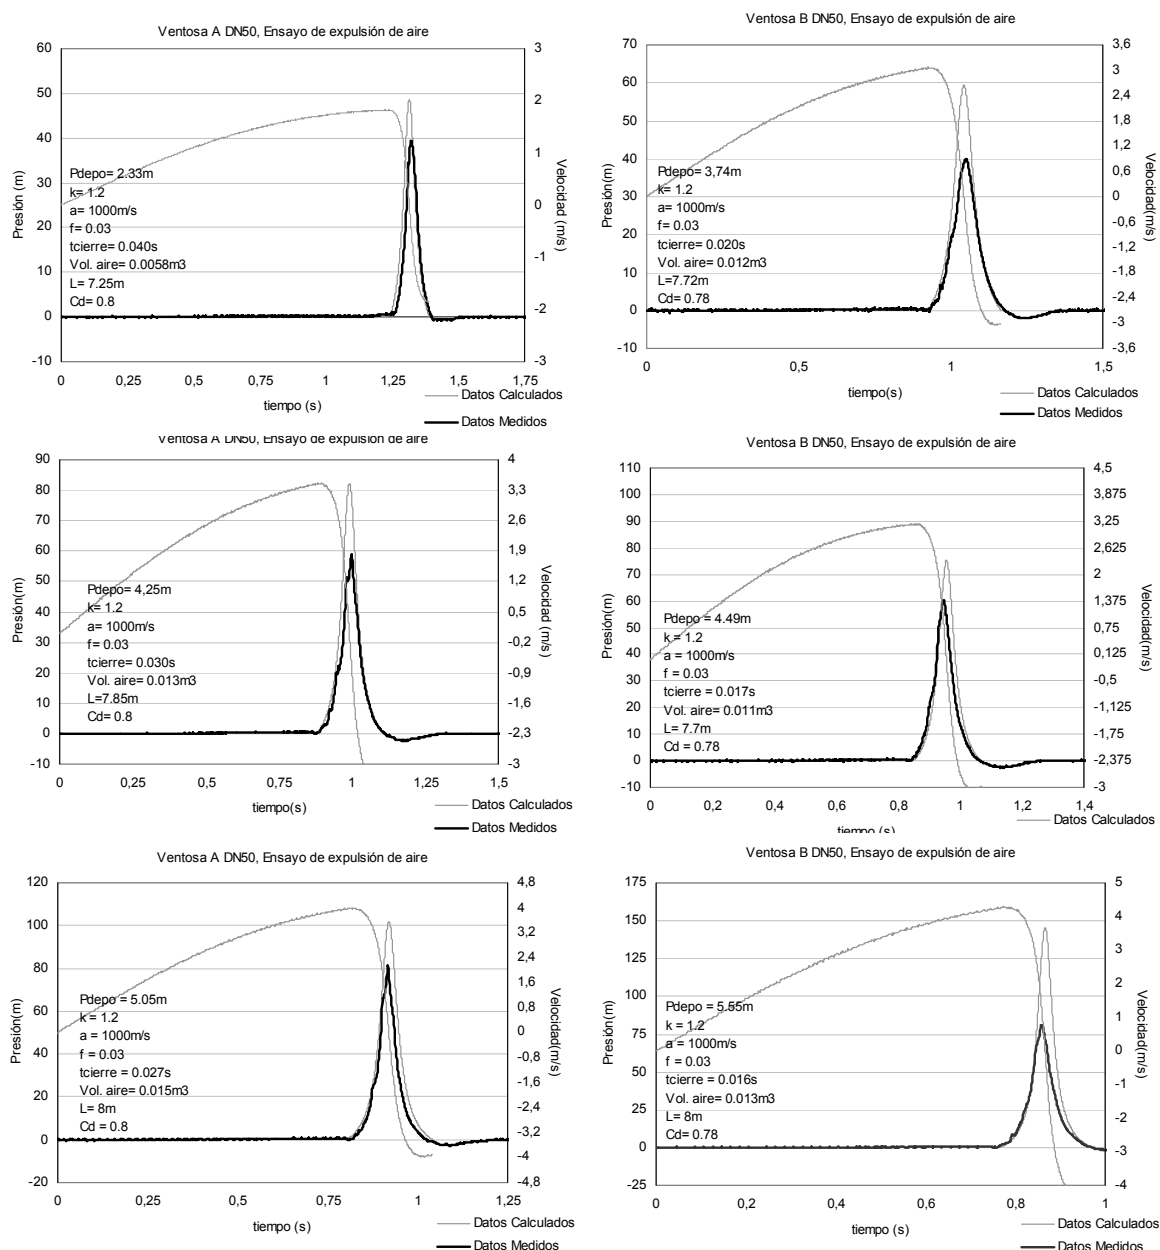 Ventosa A DN50, Ensayo de expulsión de aire
60
50
40
30
20
10
0
-10
3
2
1
0
-1
-2
-3
Presión (m)
Velocidad (m/s)
Pdepo= 2.33m
k= 1.2
a= 1000m/s
f= 0.03
tcierre= 0.040s
Vol. aire= 0.0058m3
L= 7.25m
Cd= 0.8
0 0,25 0,5 0,75 1 1,25 1,5 1,75
tiempo (s)
Datos Calculados
Datos Medidos
Ventosa B DN50, Ensayo de expulsión de aire
70
60
50
40
30
20
10
0
-10
3,6
3
2,4
1,8
1,2
0,6
0
-0,6
-1,2
-1,8
-2,4
-3
-3,6
Presión (m)
Velocidad (m/s)
Pdepo= 3,74m
k= 1.2
a= 1000m/s
f= 0.03
tcierre= 0.020s
Vol. aire= 0.012m3
L=7.72m
Cd= 0.78
0 0,5 1 1,5
tiempo(s)
Datos Calculados
Datos Medidos
Ventosa A DN50, Ensayo de expulsión de aire
90
80
70
60
50
40
30
20
10
0
-10
4
3,3
2,6
1,9
1,2
0,5
-0,2
-0,9
-1,6
-2,3
-3
Presión(m)
Velocidad (m/s)
Pdepo= 4,25m
k= 1.2
a= 1000m/s
f= 0.03
tcierre= 0.030s
Vol. aire= 0.013m3
L=7.85m
Cd= 0.8
0 0,25 0,5 0,75 1 1,25 1,5
tiempo(s)
Datos Calculados
Datos Medidos
Ventosa B DN50, Ensayo de expulsión de aire
110
100
90
80
70
60
50
40
30
20
10
0
-10
4,5
3,875
3,25
2,625
2
1,375
0,75
0,125
-0,5
-1,125
-1,75
-2,375
-3
Presión(m)
Velocidad(m/s)
Pdepo= 4.49m
k= 1.2
a = 1000m/s
f = 0.03
tcierre = 0.017s
Vol. aire= 0.011m3
L= 7.7m
Cd = 0.78
0 0,2 0,4 0,6 0,8 1 1,2 1,4
tiempo (s)
Datos Calculados
Ventosa A DN50, Ensayo de expulsión de aire
120
100
80
60
40
20
0
-20
4,8
4
3,2
2,4
1,6
0,8
0
-0,8
-1,6
-2,4
-3,2
-4
-4,8
Presión(m)
Velocidad(m/s)
Pdepo = 5.05m
k = 1.2
a = 1000m/s
f = 0.03
tcierre = 0.027s
Vol. aire= 0.015m3
L= 8m
Cd = 0.8
0 0,25 0,5 0,75 1 1,25
tiempo (s)
Datos Calculados
Datos Medidos
Ventosa B DN50, Ensayo de expulsión de aire
175
150
125
100
75
50
25
0
-25
5
4
3
2
1
0
-1
-2
-3
-4
Presión(m)
Velocidad(m/s)
Pdepo = 5.55m
k = 1.2
a = 1000m/s
f = 0.03
tcierre = 0.016s
Vol. aire= 0.013m3
L= 8m
Cd= 0.78
0 0,2 0,4 0,6 0,8 1
tiempo (s)
Datos Calculados
Datos Medidos